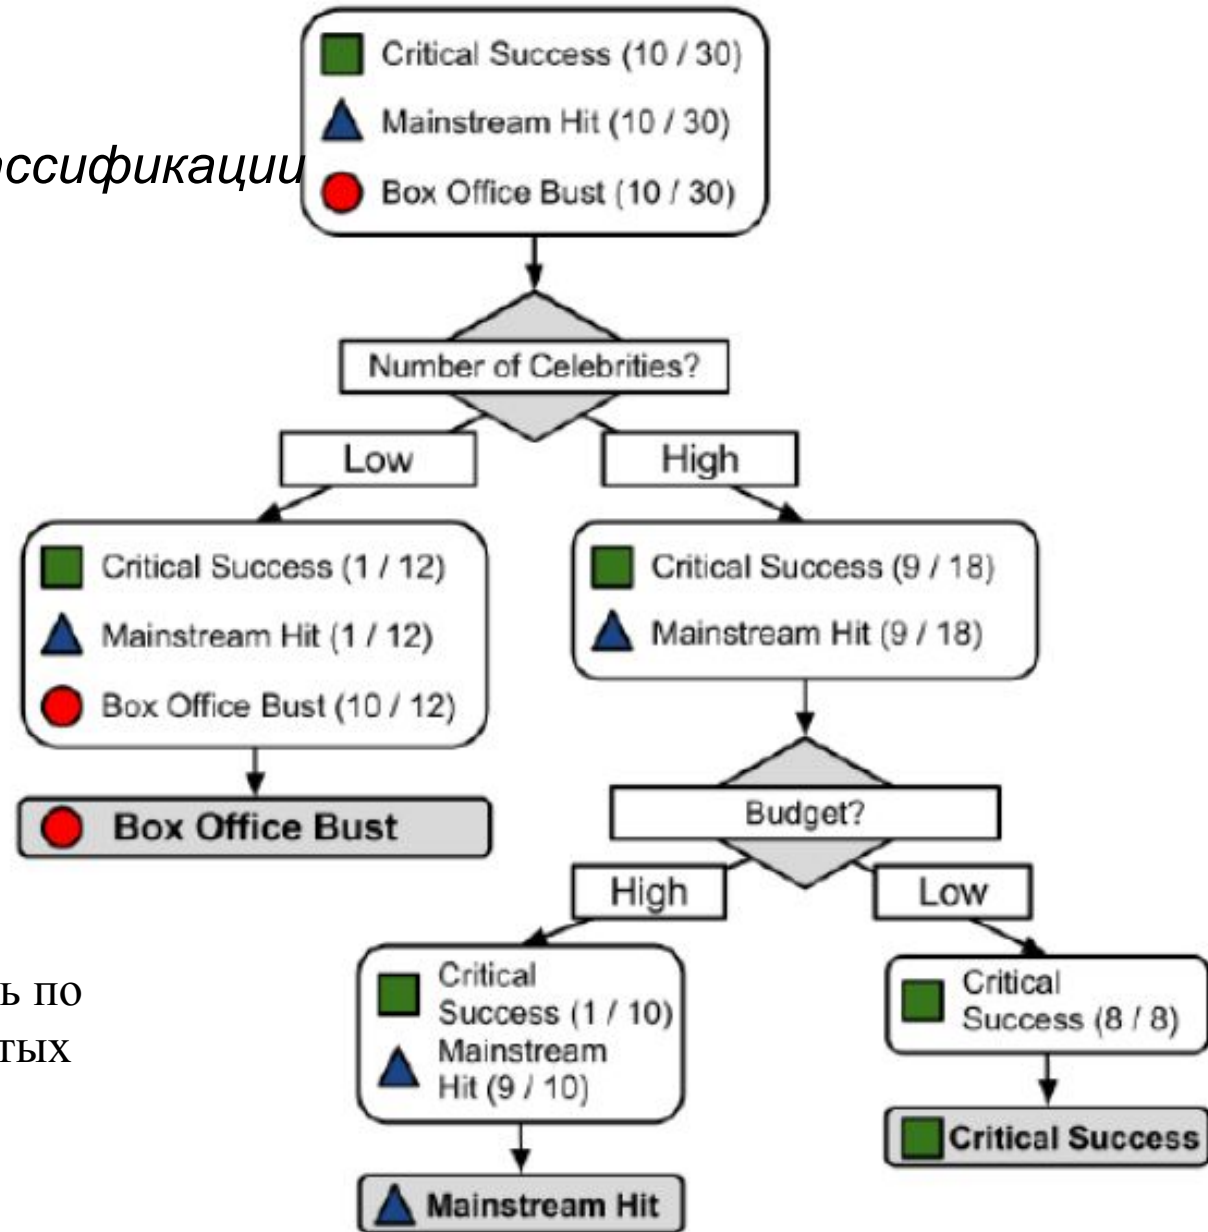 Critical Success (10 / 30)
Mainstream Hit (10 / 30)
Box Office Bust (10 / 30)
Number of Celebrities?
Low
High
Critical Success (1 / 12)
Mainstream Hit (1 / 12)
Box Office Bust (10 / 12)
Critical Success (9 / 18)
Mainstream Hit (9 / 18)
Box Office Bust
Budget?
High
Low
по
Critical
Success (1 / 10)
Mainstream
Hit (9 / 10)
Critical
Success (8 / 8)
Mainstream Hit
Critical Success